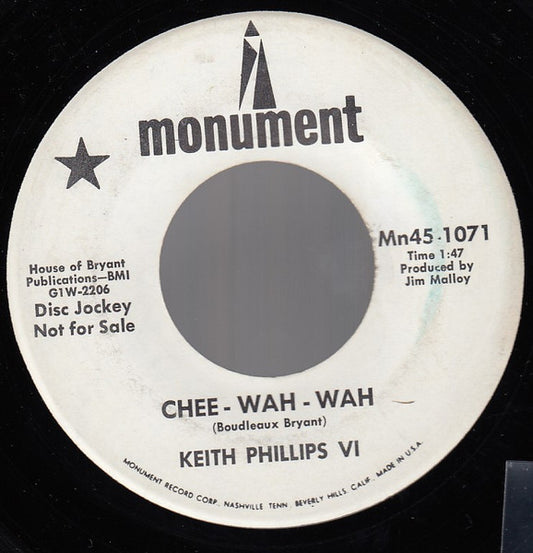 monument
Mn45-1071
Time 1:47
Produced by
Jim Malloy
House of Bryant
Publications—BMI
G1W-2206
Disc Jockey
Not for Sale
CHEE - WAH - WAH
(Boudleaux Bryant)
KEITH PHILLIPS VI
MONUMENT RECORD CORP., NASHVILLE TENN., BEVERLY HILLS, CALIF. MADE IN U.S.A.